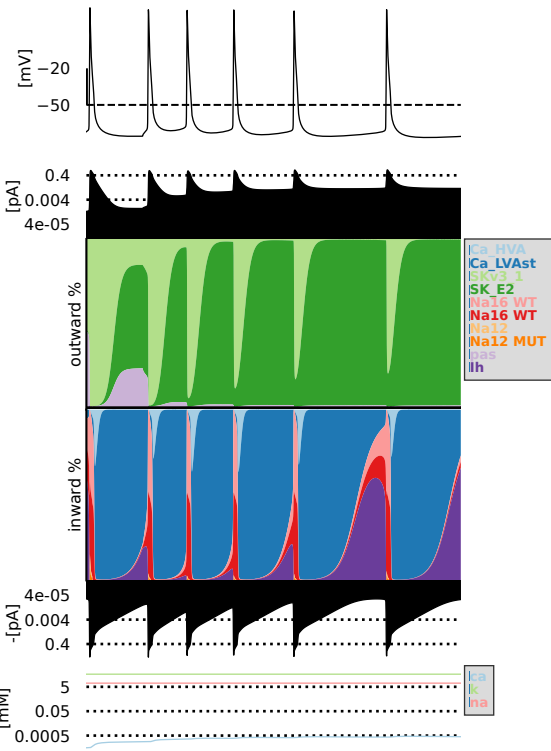 [mV]
−20
−50
[pA]
0.4
0.004
4e-05
outward %
Ca_HVA
Ca_LVAst
SKv3_1
SK_E2
Na16 WT
Na16 WT
Na12
Na12 MUT
pas
Ih
inward %
-[pA]
4e-05
0.004
0.4
[mM]
5
0.05
0.0005
ca
k
na